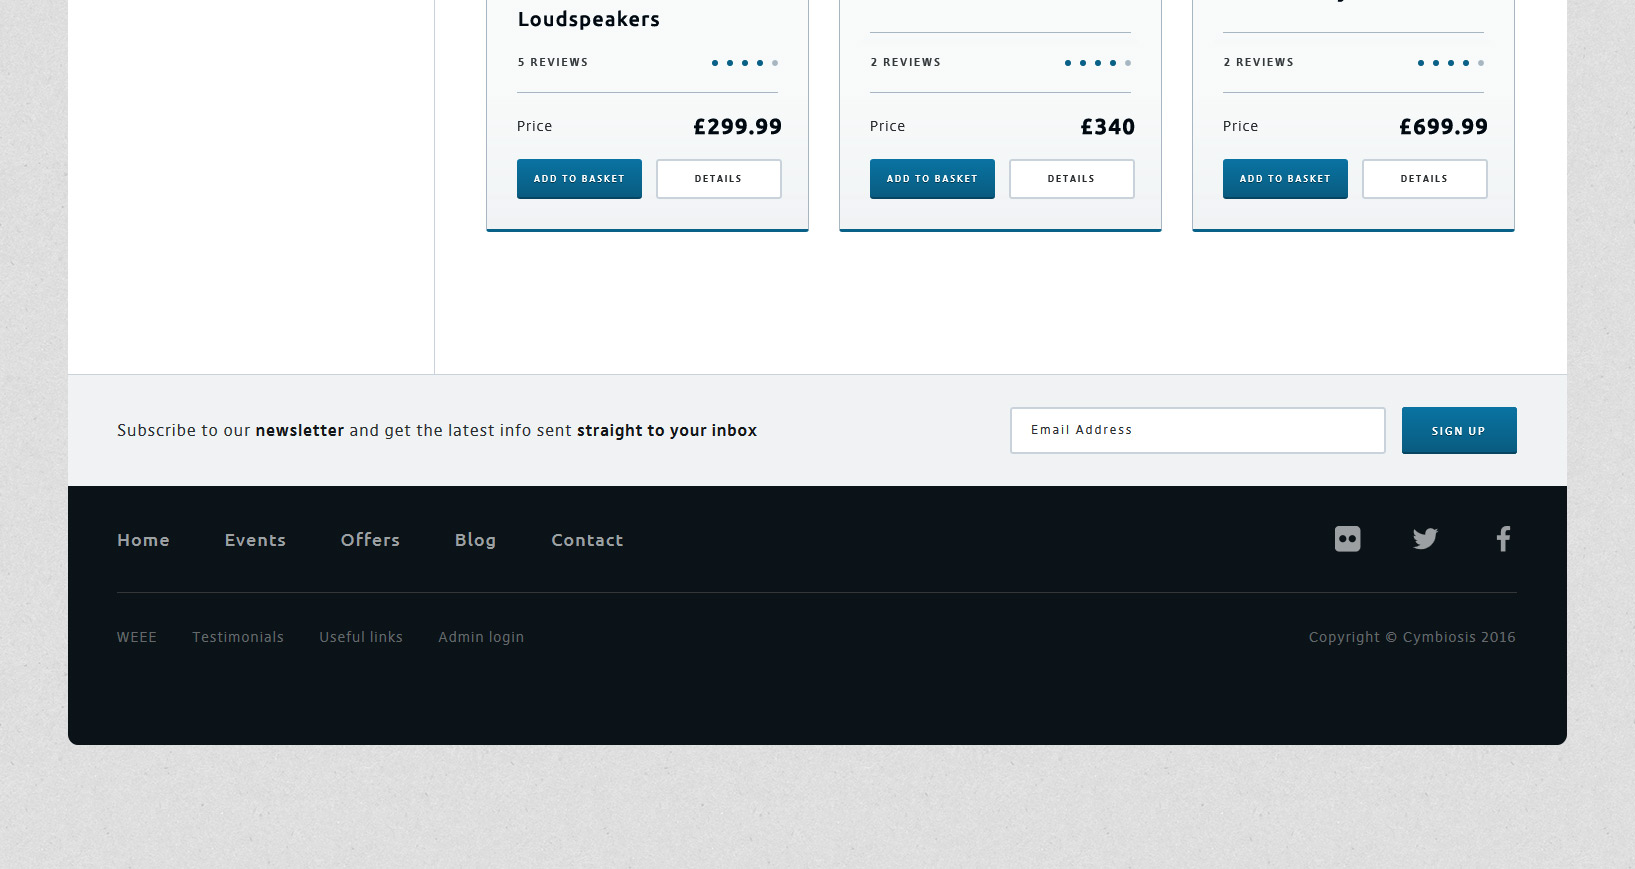 Loudspeakers
5 REVIEWS
2 REVIEWS
2 REVIEWS
Price £299.99
Price £340
Price £699.99
ADD TO BASKET DETAILS
ADD TO BASKET DETAILS
ADD TO BASKET DETAILS
Subscribe to our newsletter and get the latest info sent straight to your inbox
Email Address
SIGN UP
Home Events Offers Blog Contact
WEEE Testimonials Useful links Admin login
Copyright © Cymbiosis 2016